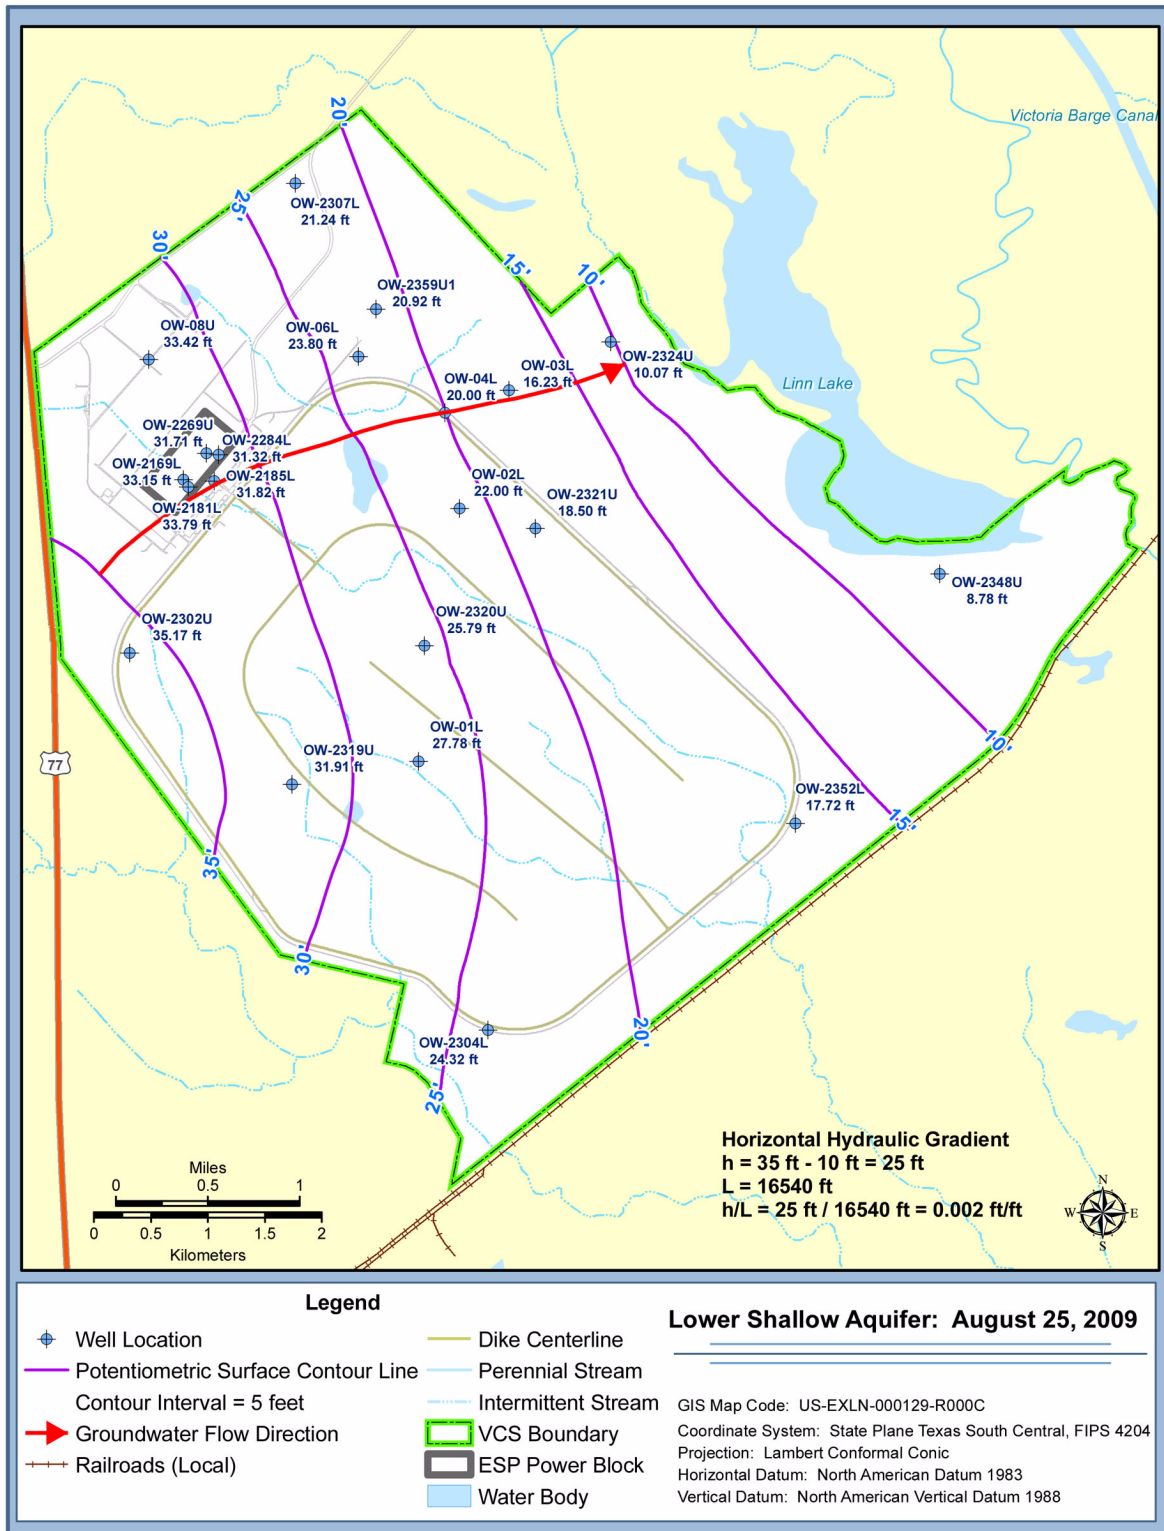 Victoria Barge Canal
20'
OW-2307L
21.24 ft
25'
30'
15'
10'
OW-2359U1
20.92 ft
OW-08U
33.42 ft
OW-06L
23.80 ft
OW-2324U
10.07 ft
OW-03L
16.23 ft
OW-04L
20.00 ft
Linn Lake
OW-2269U
31.71 ft
OW-2284L
31.32 ft
OW-2169L
33.15 ft
OW-2185L
31.82 ft
OW-2181L
33.79 ft
OW-02L
22.00 ft
OW-2321U
18.50 ft
OW-2348U
8.78 ft
OW-2302U
35.17 ft
OW-2320U
25.79 ft
OW-01L
27.78 ft
OW-2319U
31.91 ft
77
10'
OW-2352L
17.72 ft
15'
35'
30'
20'
OW-2304L
24.32 ft
25'
Horizontal Hydraulic Gradient
h = 35 ft - 10 ft = 25 ft
L = 16540 ft
h/L = 25 ft / 16540 ft = 0.002 ft/ft
N
W
E
S
Miles
0 0.5 1
0 0.5 1 1.5 2
Kilometers
Legend
Well Location
Potentiometric Surface Contour Line
Contour Interval = 5 feet
Groundwater Flow Direction
Railroads (Local)
Dike Centerline
Perennial Stream
Intermittent Stream
VCS Boundary
ESP Power Block
Water Body
Lower Shallow Aquifer: August 25, 2009
GIS Map Code: US-EXLN-000129-R000C
Coordinate System: State Plane Texas South Central, FIPS 4204
Projection: Lambert Conformal Conic
Horizontal Datum: North American Datum 1983
Vertical Datum: North American Vertical Datum 1988